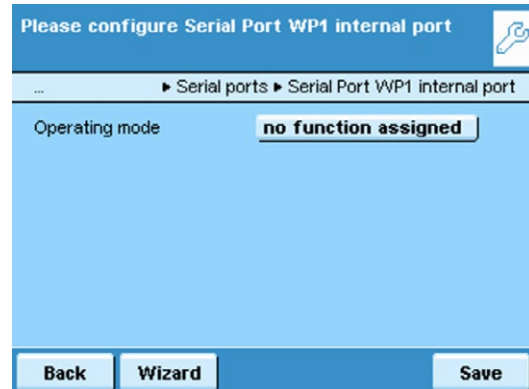 Please configure Serial Port WP1 internal port
... ▶ Serial ports ▶ Serial Port WP1 internal port
Operating mode no function assigned
Back Wizard Save